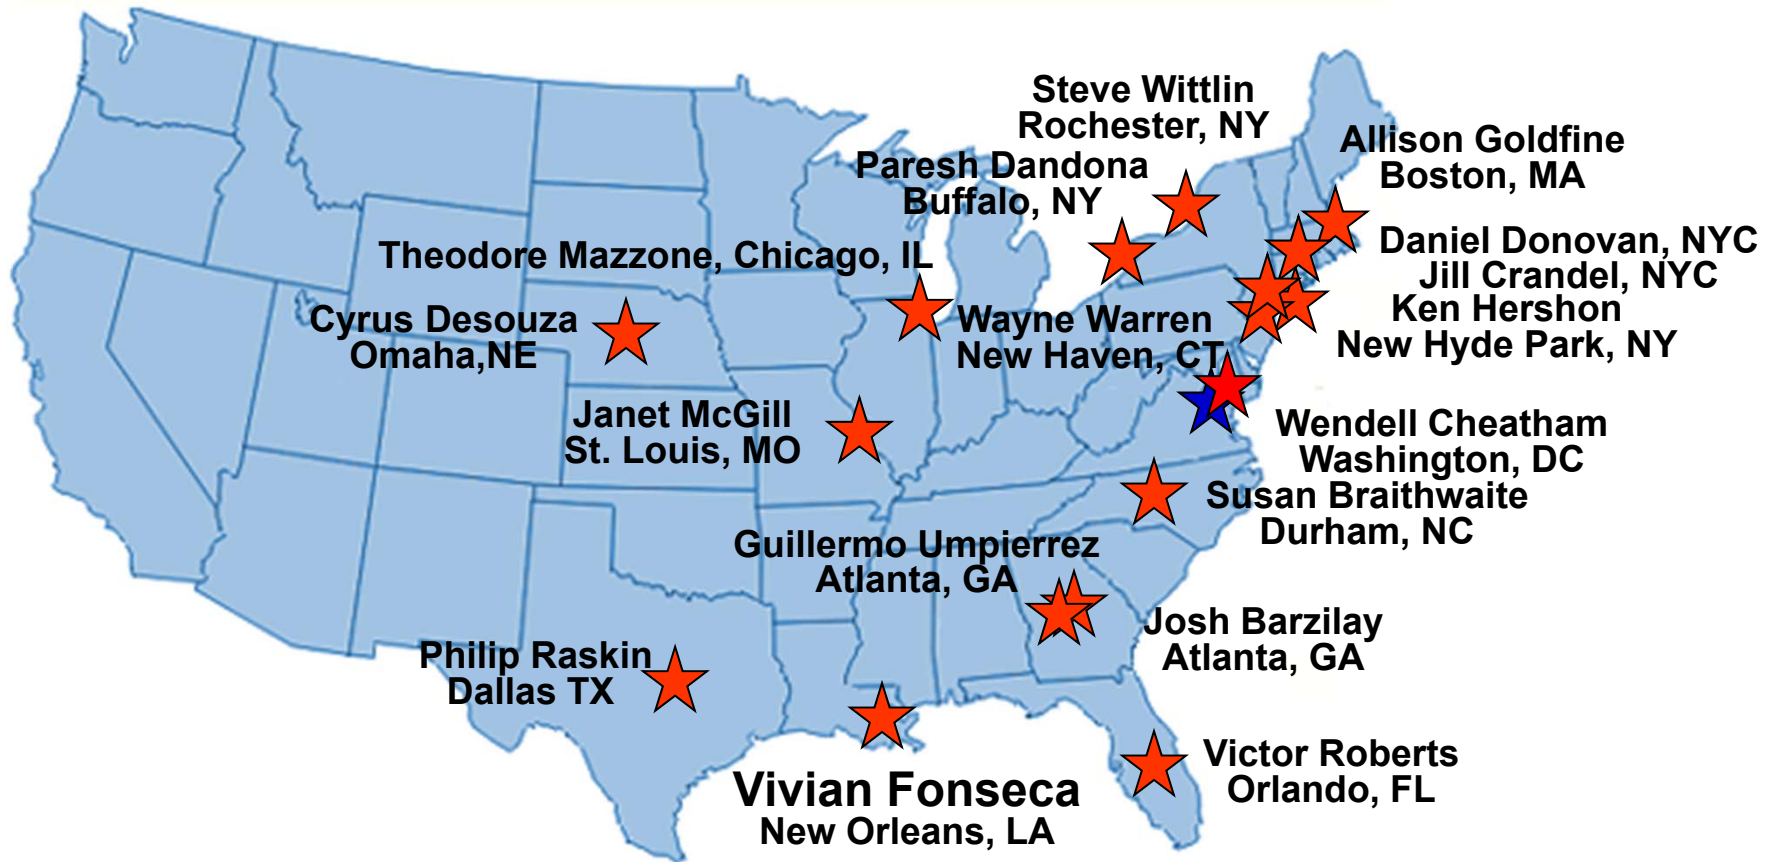 Steve Wittlin
Rochester, NY
Allison Goldfine
Boston, MA
Paresh Dandona
Buffalo, NY
Theodore Mazzone, Chicago, IL
Daniel Donovan, NYC
Jill Crandel, NYC
Ken Hershon
New Hyde Park, NY
Cyrus Desouza
Omaha,NE
Wayne Warren
New Haven, CT
Janet McGill
St. Louis, MO
Wendell Cheatham
Washington, DC
Susan Braithwaite
Durham, NC
Guillermo Umpierrez
Atlanta, GA
Josh Barzilay
Atlanta, GA
Philip Raskin
Dallas TX
Victor Roberts
Orlando, FL
Vivian Fonseca
New Orleans, LA